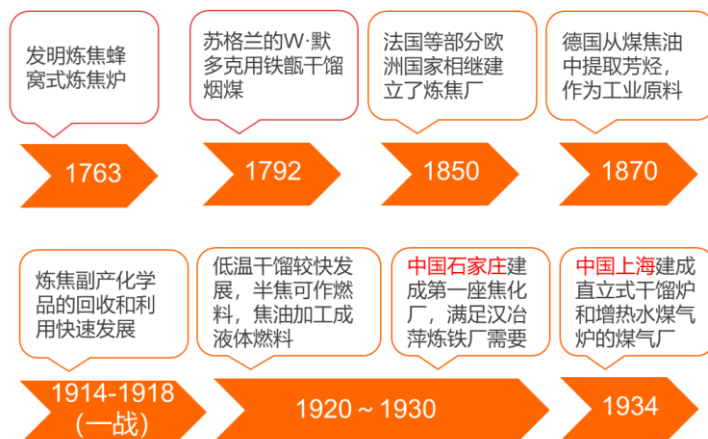 发明炼焦蜂
窝式炼焦炉
苏格兰的W·默
多克用铁甑干馏
烟煤
法国等部分欧
洲国家相继建
立了炼焦厂
德国从煤焦油
中提取芳烃，
作为工业原料
1763
1792
1850
1870
炼焦副产化学
品的回收和利
用快速发展
低温干馏较快发
展，半焦可作燃
料，焦油加工成
液体燃料
中国石家庄建
成第一座焦化
厂，满足汉冶
萍炼铁厂需要
中国上海建成
直立式干馏炉
和增热水煤气
炉的煤气厂
1914-1918
（一战）
1920～1930
1934